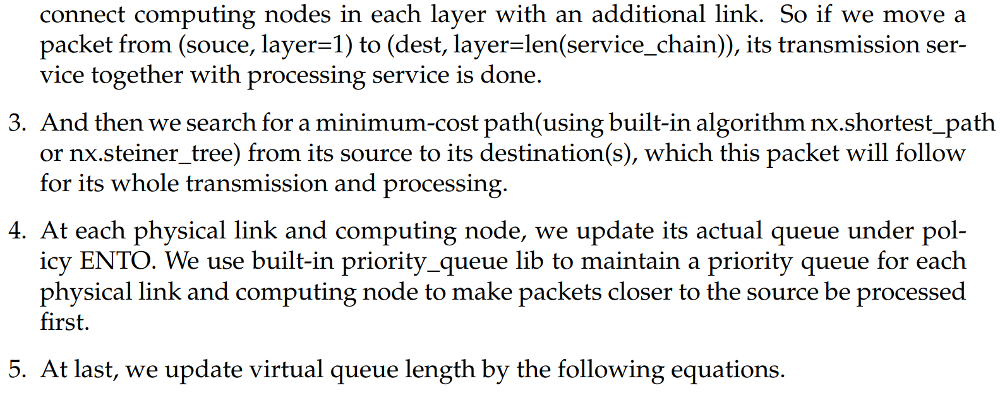 connect computing nodes in each layer with an additional link. So if we move a
packet from (souce, layer=1) to (dest, layer=len(service_chain)), its transmission ser-
vice together with processing service is done.
3. And then we search for a minimum-cost path(using built-in algorithm nx.shortest_path
or nx.steiner_tree) from its source to its destination(s), which this packet will follow
for its whole transmission and processing.
4. At each physical link and computing node, we update its actual queue under pol-
icy ENTO. We use built-in priority_queue lib to maintain a priority queue for each
physical link and computing node to make packets closer to the source be processed
first.
5. At last, we update virtual queue length by the following equations.